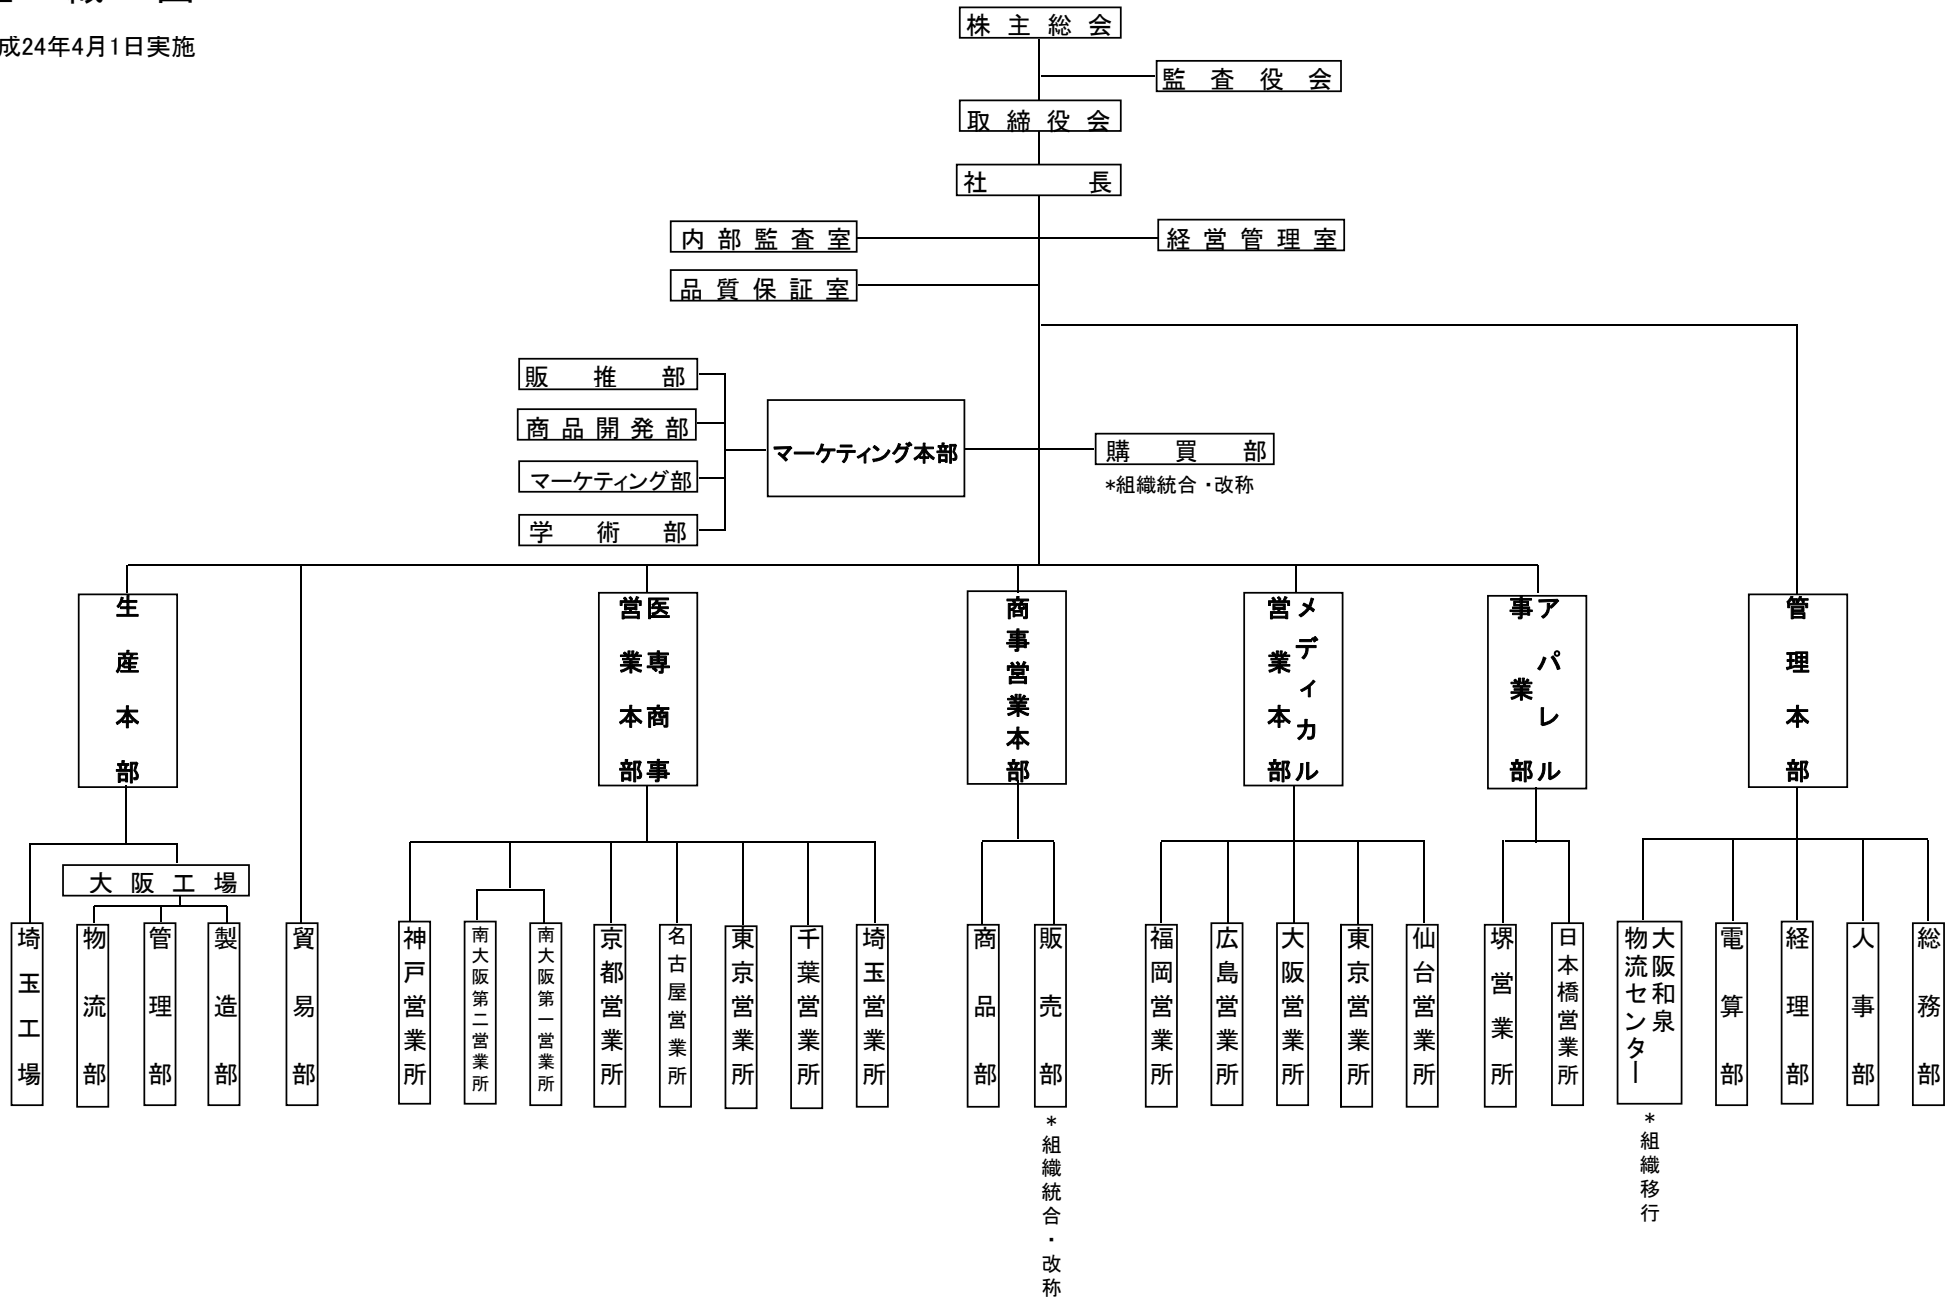 成24年4月1日実施
株主総会
監査役会
取締役会
社長
内部監査室
経営管理室
品質保証室
販推部
商品開発部
マーケティング部
学術部
マーケティング本部
購買部
*組織統合・改称
生産本部
医専商事
営業本部
商事営業本部
メディカル
営業本部
アパレル
事業部
管理本部
大阪工場
埼玉工場
物流部
管理部
製造部
貿易部
神戸営業所
南大阪第二営業所
南大阪第一営業所
京都営業所
名古屋営業所
東京営業所
千葉営業所
埼玉営業所
商品部
販売部
*組織統合・改称
福岡営業所
広島営業所
大阪営業所
東京営業所
仙台営業所
堺営業所
日本橋営業所
大阪和泉
物流センター
*組織移行
電算部
経理部
人事部
総務部